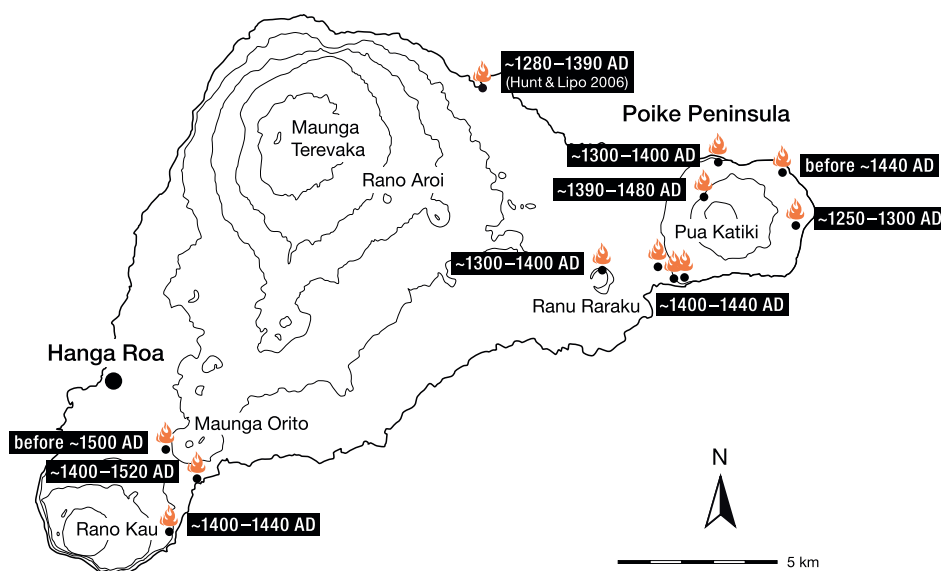 ~1280–1390 AD
(Hunt & Lipo 2006)
Poike Peninsula
Maunga
Terevaka
~1300–1400 AD
before ~1440 AD
Rano Aroi
~1390–1480 AD
~1250–1300 AD
Pua Katiki
~1300–1400 AD
Ranu Raraku
~1400–1440 AD
Hanga Roa
Maunga Orito
before ~1500 AD
~1400–1520 AD
N
Rano Kau
~1400–1440 AD
5 km